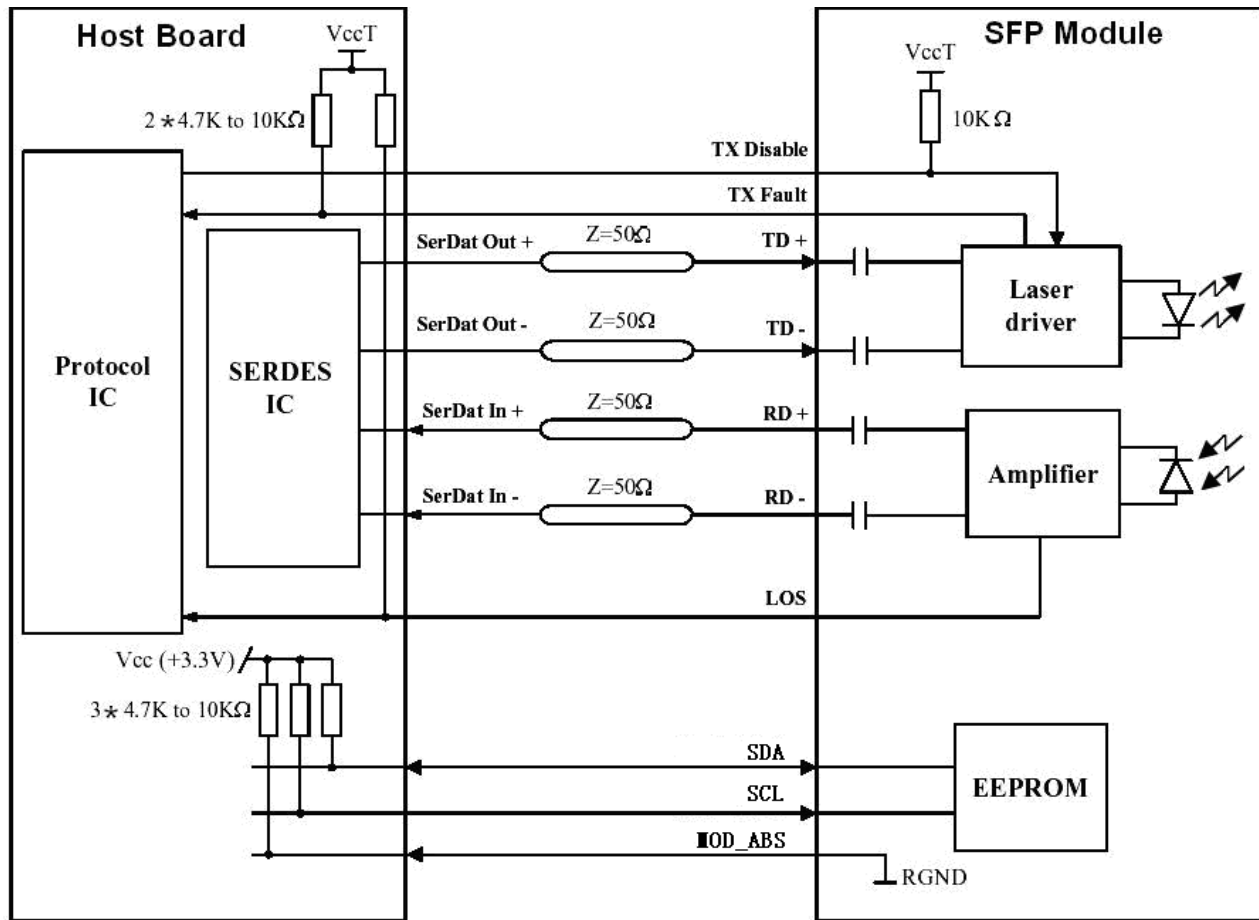 Host Board
SFP Module
VccT
VccT
2*4.7K to 10KΩ
10KΩ
TX Disable
TX Fault
SerDat Out +
Z=50Ω
TD +
Laser
driver
SerDat Out -
Z=50Ω
TD -
Protocol
IC
SERDES
IC
SerDat In +
Z=50Ω
RD +
Amplifier
SerDat In -
Z=50Ω
RD -
LOS
Vcc (+3.3V)
3* 4.7K to 10KΩ
SDA
SCL
EEPROM
MOD_ABS
RGND